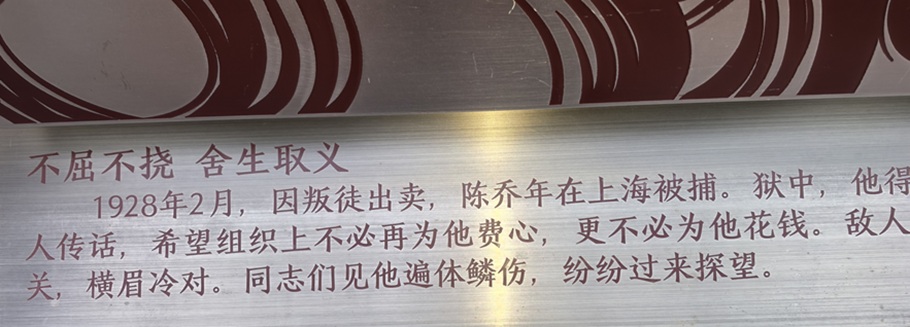 不屈不挠 舍生取义
1928年2月，因叛徒出卖，陈乔年在上海被捕。狱中，他得
人传话，希望组织上不必再为他费心，更不必为他花钱。敌人
关，横眉冷对。同志们见他遍体鳞伤，纷纷过来探望。